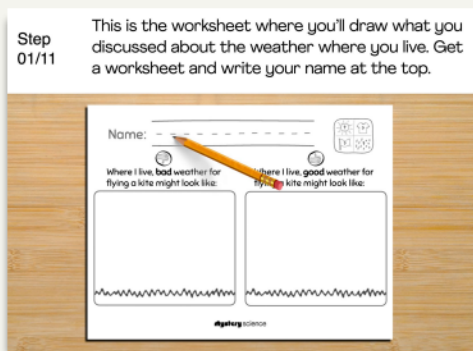 Step
01/11
This is the worksheet where you'll draw what you
discussed about the weather where you live. Get
a worksheet and write your name at the top.
Name:
Where I live, bad weather for
flying a kite might look like:
Where I live, good weather for
kite might look like:
mystery science